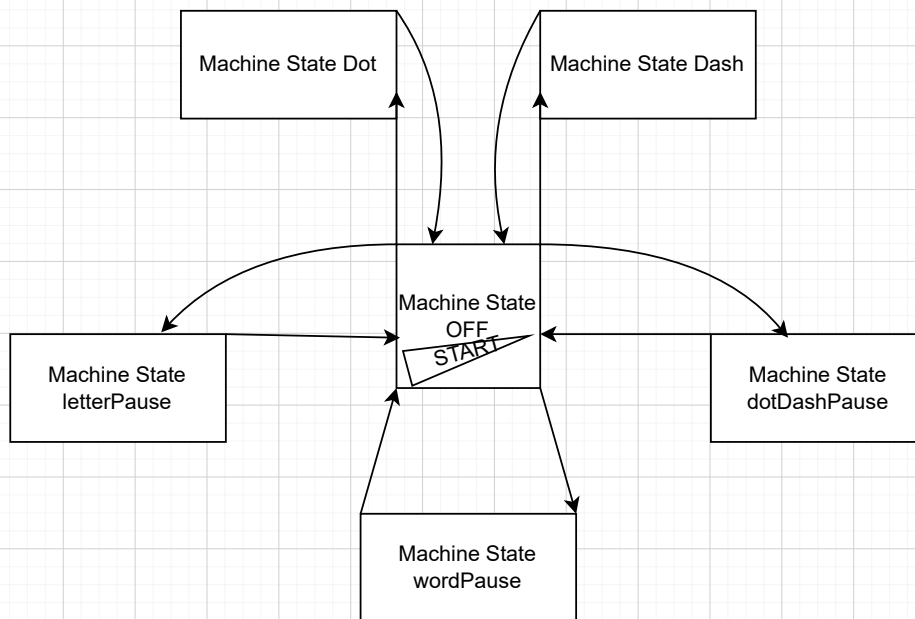 Machine State Dot
Machine State Dash
Machine State
OFF
START
Machine State
letterPause
Machine State
dotDashPause
Machine State
wordPause